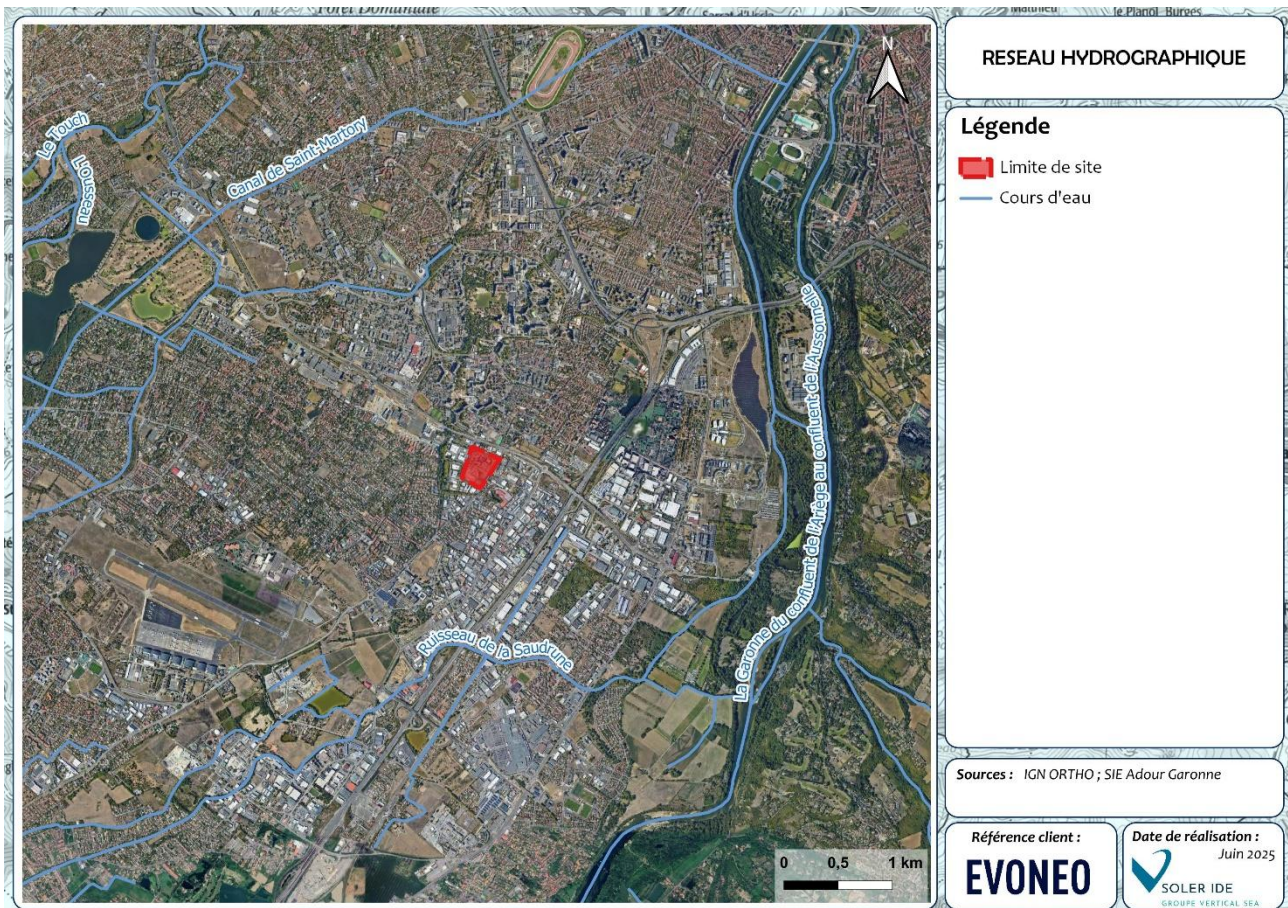 RESEAU HYDROGRAPHIQUE
Légende
Limite de site
Cours d'eau
Le Touch
L'Ousseau
Canal de Saint-Martory
N
La Garonne du confluent de l'Ariège au confluent de l'Aussonnelle
Ruisseau de la Saudrune
0 0,5 1 km
Sources : IGN ORTHO ; SIE Adour Garonne
Référence client :
EVONEO
Date de réalisation :
Juin 2025
SOLER IDE
GROUPE VERTICAL SEA